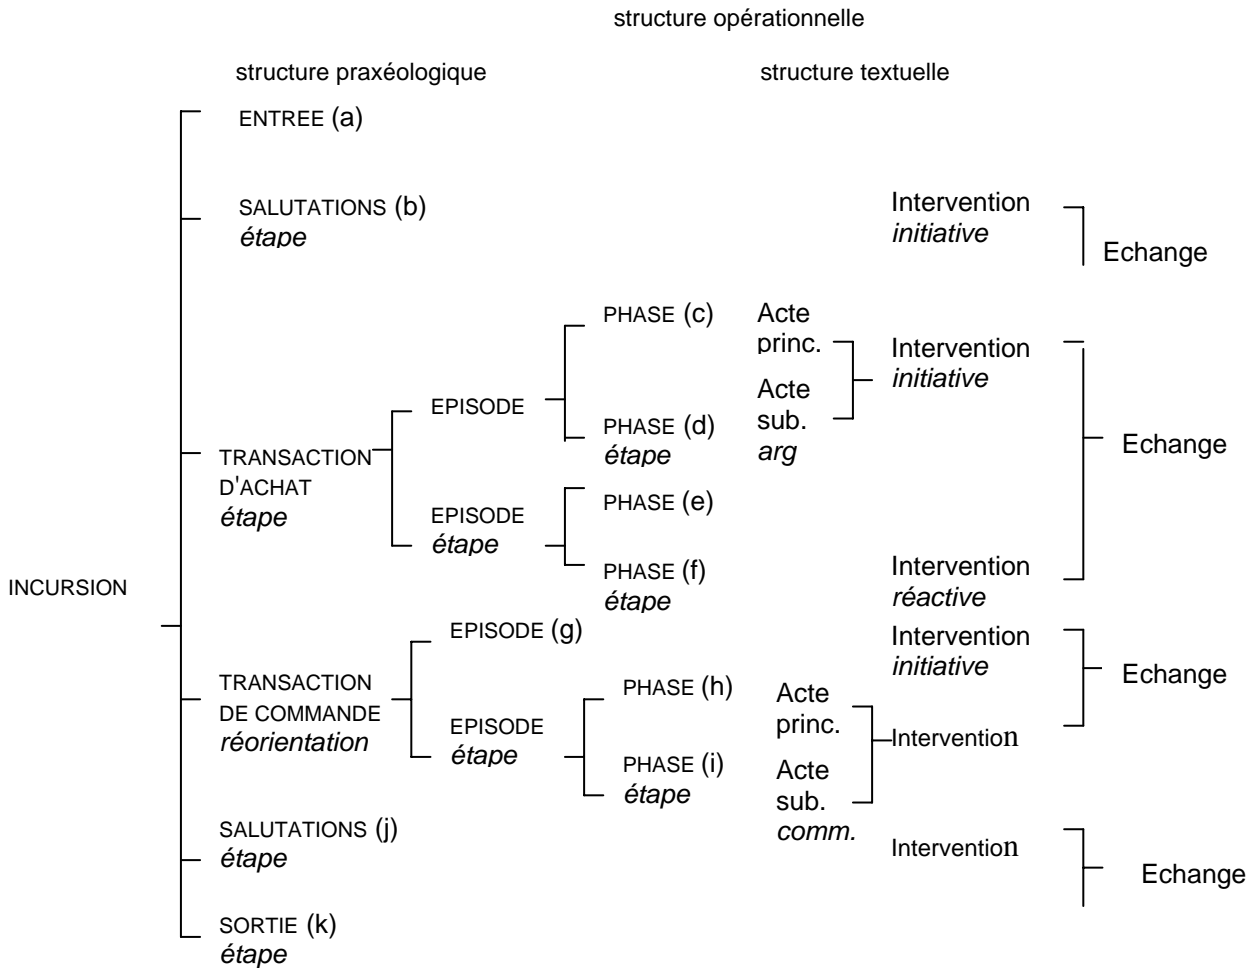 structure opérationnelle
structure praxéologique
structure textuelle
ENTREE (a)
SALUTATIONS (b)
étape
Intervention
initiative
Echange
PHASE (c)
Acte
princ.
Intervention
initiative
EPISODE
Acte
sub.
arg
PHASE (d)
étape
Echange
TRANSACTION
D'ACHAT
étape
EPISODE
étape
PHASE (e)
PHASE (f)
étape
Intervention
réactive
INCURSION
EPISODE (g)
Intervention
initiative
Echange
TRANSACTION
DE COMMANDE
réorientation
EPISODE
étape
PHASE (h)
Acte
princ.
Intervention
PHASE (i)
étape
Acte
sub.
comm.
SALUTATIONS (j)
étape
Intervention
Echange
SORTIE (k)
étape